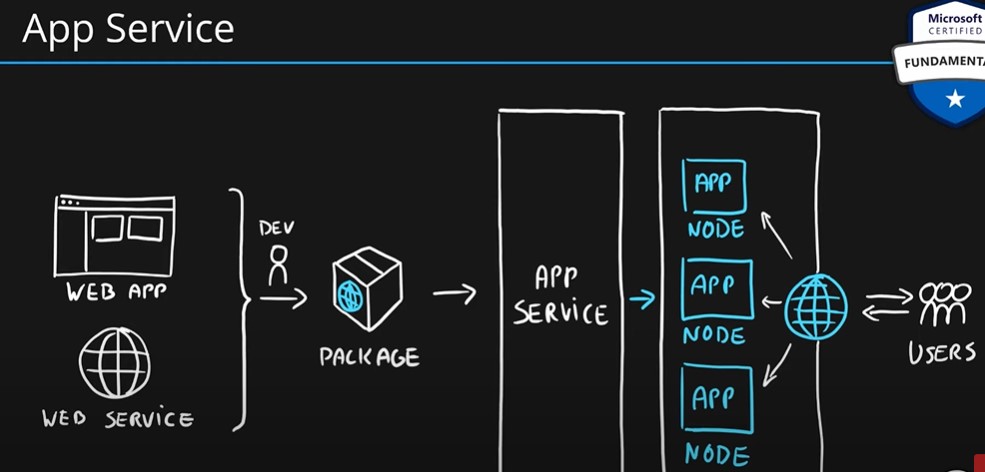 App Service
Microsoft
CERTIFIED
FUNDAMENTA
WEB APP
WEB SERVICE
DEV
PACKAGE
APP
SERVICE
APP
NODE
APP
NODE
APP
NODE
USERS